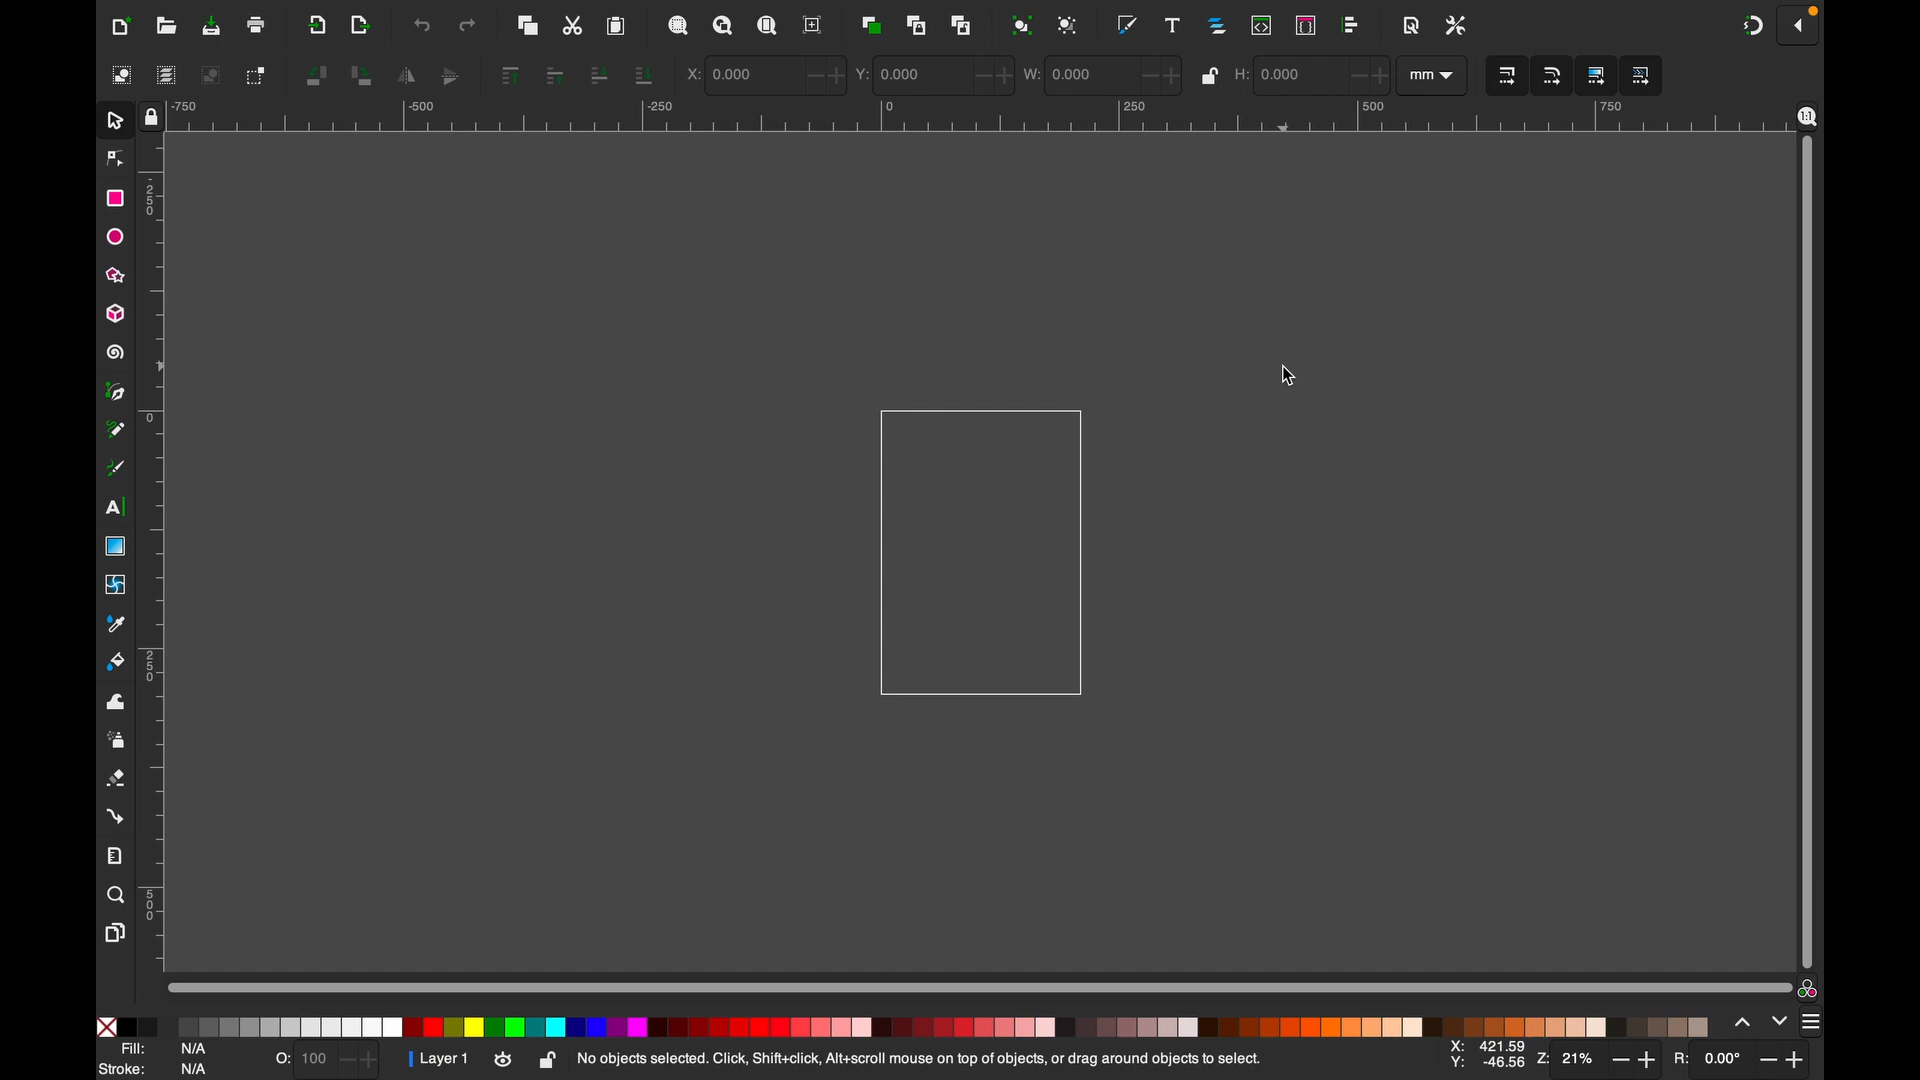 X: 0.000 Y: 0.000 W: 0.000 H: 0.000 mm
-750 -500 -250 0 250 500 750
1:1
-250
0
250
500
Fill: N/A
Stroke: N/A
O: 100
Layer 1
No objects selected. Click, Shift+click, Alt+scroll mouse on top of objects, or drag around objects to select.
X: 421.59
Y: -46.56
Z: 21%
R: 0.00°